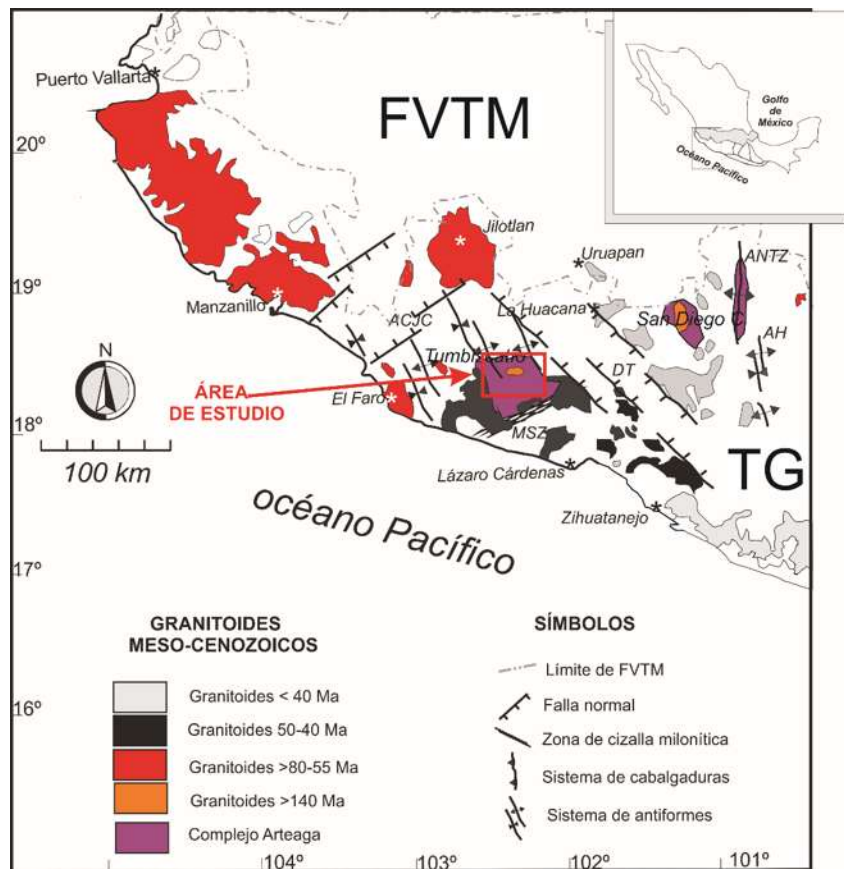 Puerto Vallarta
FVTM
Golfo
de
México
Océano Pacífico
20º
Jilotlan
Uruapan
ANTZ
19º
Manzanillo
ACJC
La Huacana
San Diego C
AH
ÁREA
DE ESTUDIO
N
El Faro
DT
18º
MSZ
100 km
Lázaro Cárdenas
TG
Zihuatanejo
océano Pacífico
17º
GRANITOIDES
MESO-CENOZOICOS
Granitoides < 40 Ma
Granitoides 50-40 Ma
Granitoides >80-55 Ma
Granitoides >140 Ma
Complejo Arteaga
SÍMBOLOS
Límite de FVTM
Falla normal
Zona de cizalla milonítica
Sistema de cabalgaduras
Sistema de antiformes
16º
104º
103º
102º
101º